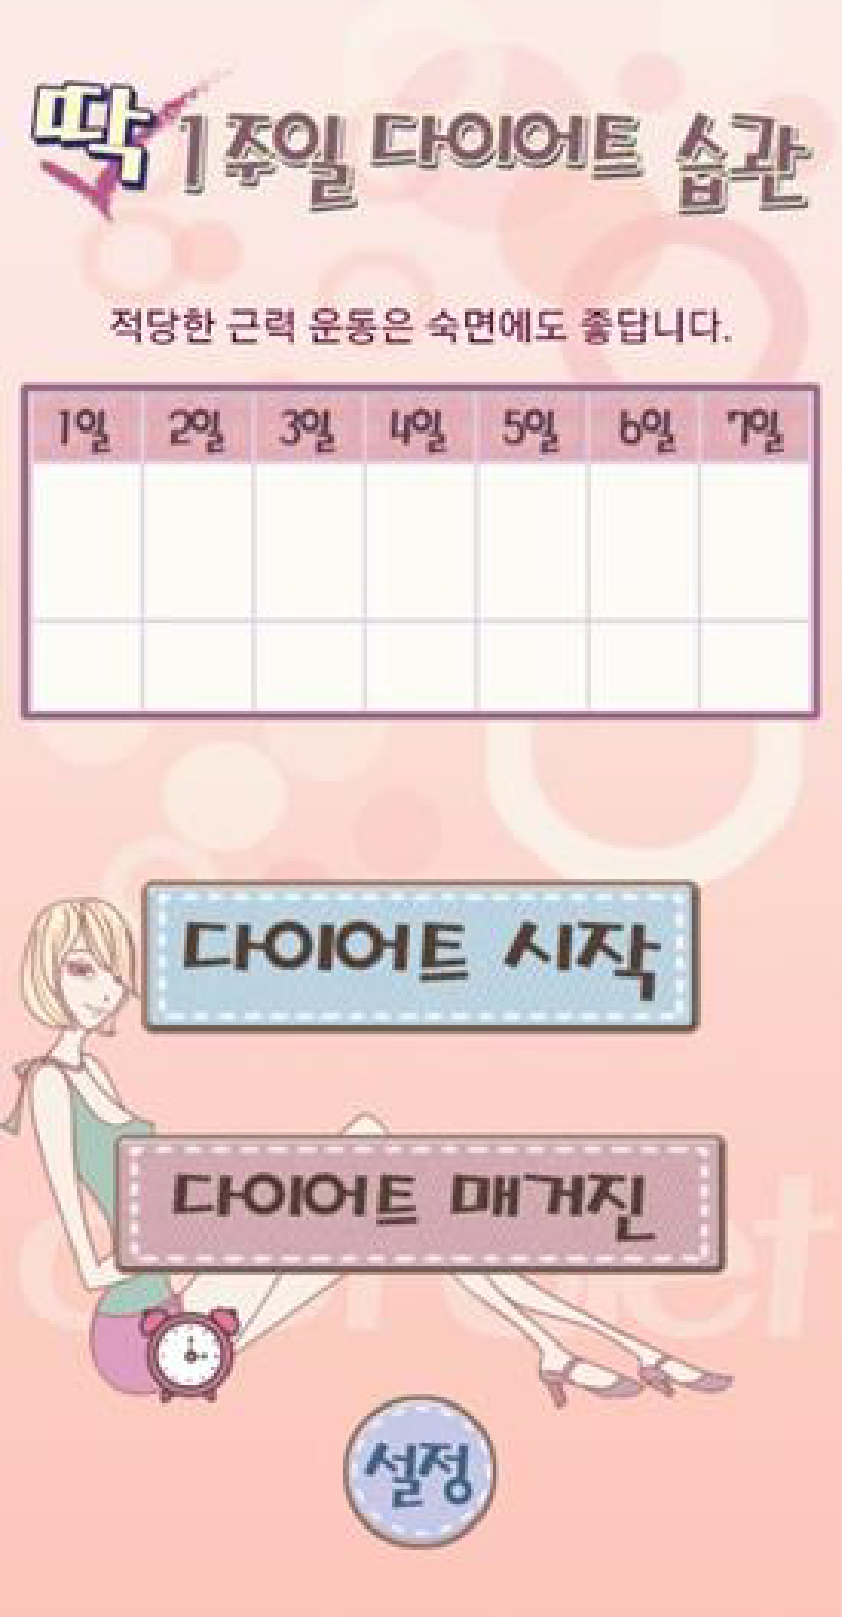 딱 1주일 다이어트 습관
적당한 근력 운동은 숙면에도 좋답니다.
1일 2일 3일 4일 5일 6일 7일
다이어트 시작
다이어트 매거진
설정